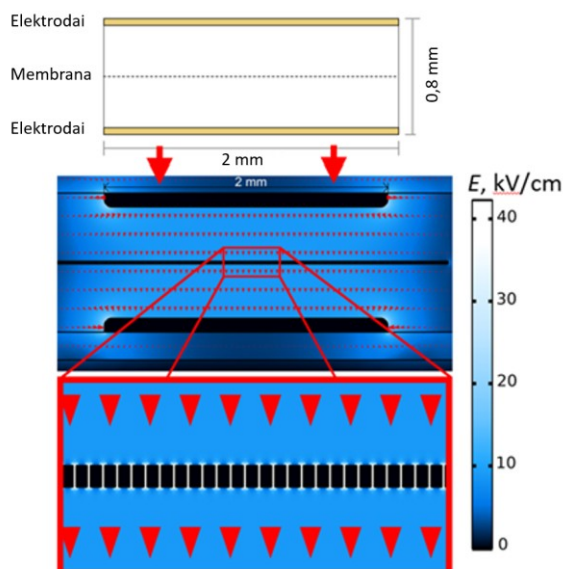 Elektrodai
Membrana
Elektrodai
0,8 mm
2 mm
2 mm
E, kV/cm
40
30
20
10
0